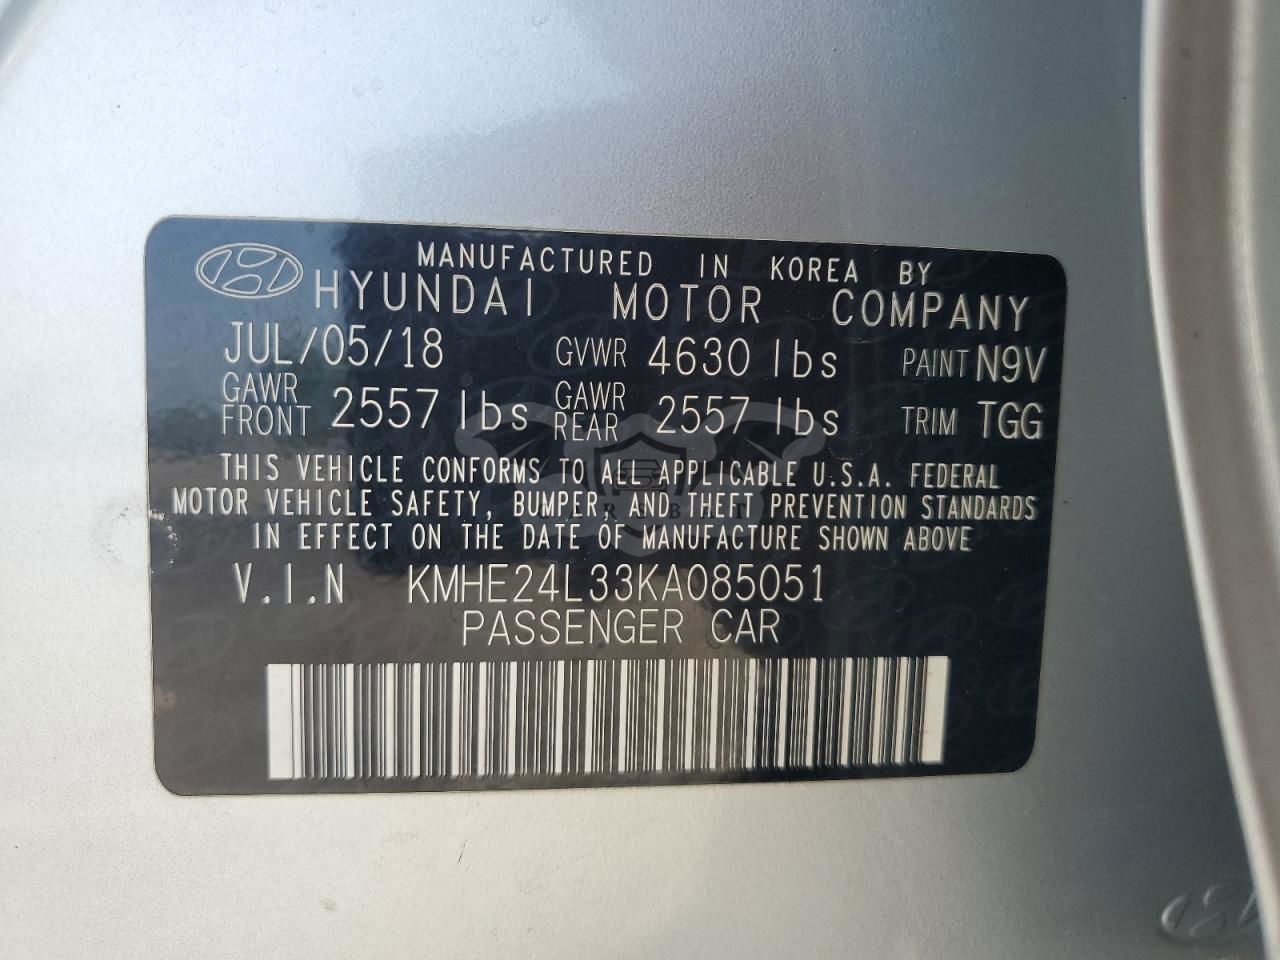 MANUFACTURED IN KOREA BY
HYUNDAI MOTOR COMPANY
JUL/05/18 GVWR 4630 lbs PAINT N9V
GAWR FRONT 2557 lbs GAWR REAR 2557 lbs TRIM TGG
THIS VEHICLE CONFORMS TO ALL APPLICABLE U.S.A. FEDERAL
MOTOR VEHICLE SAFETY, BUMPER, AND THEFT PREVENTION STANDARDS
IN EFFECT ON THE DATE OF MANUFACTURE SHOWN ABOVE
V.I.N KMHE24L33KA085051
PASSENGER CAR